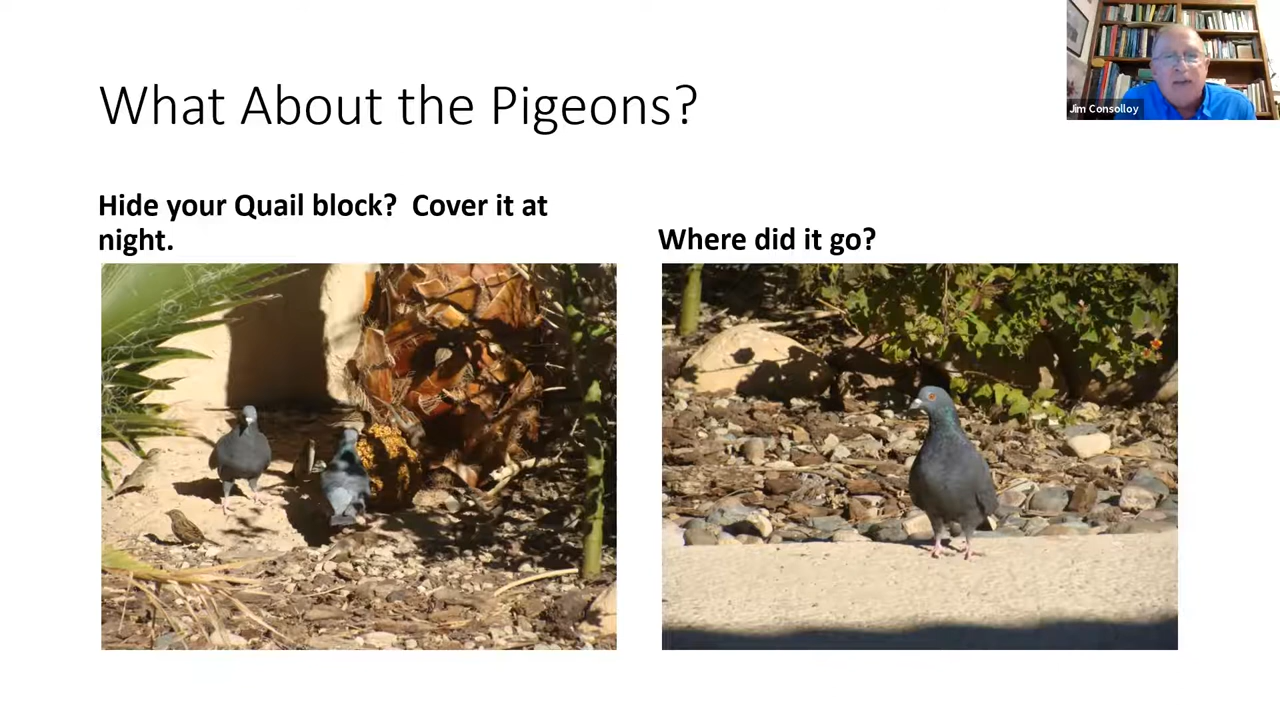 What About the Pigeons?
Jim Consolloy
Hide your Quail block?  Cover it at
night.
Where did it go?